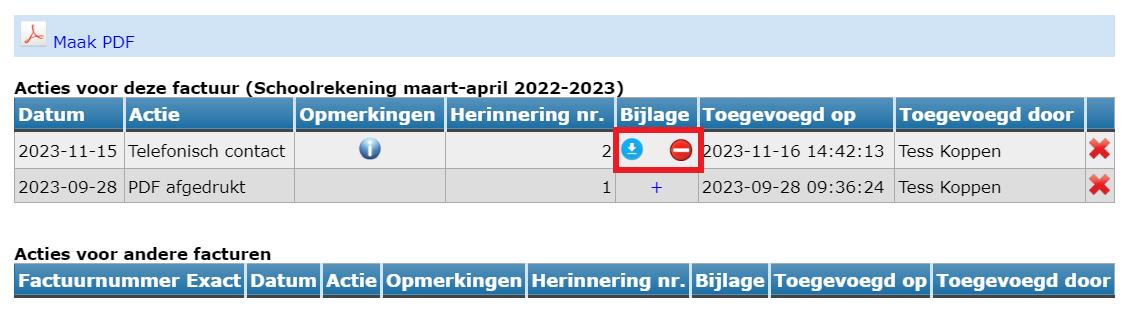 Maak PDF
Acties voor deze factuur (Schoolrekening maart-april 2022-2023)
Datum Actie Opmerkingen Herinnering nr. Bijlage Toegevoegd op Toegevoegd door
2023-11-15 Telefonisch contact 2 2023-11-16 14:42:13 Tess Koppen
2023-09-28 PDF afgedrukt 1 + 2023-09-28 09:36:24 Tess Koppen
Acties voor andere facturen
Factuurnummer Exact Datum Actie Opmerkingen Herinnering nr. Bijlage Toegevoegd op Toegevoegd door